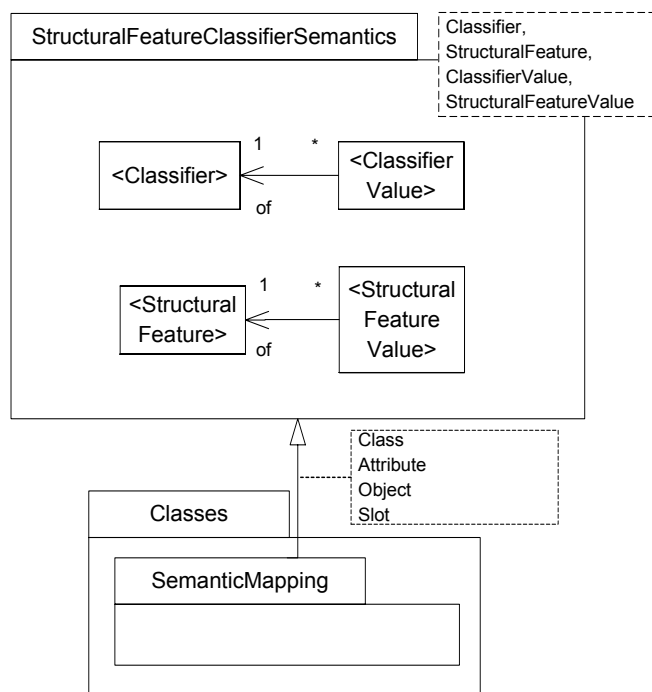 StructuralFeatureClassifierSemantics
Classifier,
StructuralFeature,
ClassifierValue,
StructuralFeatureValue
1 *
<Classifier>
<Classifier
Value>
of
1 *
<Structural
Feature>
<Structural
Feature
Value>
of
Class
Attribute
Object
Slot
Classes
SemanticMapping